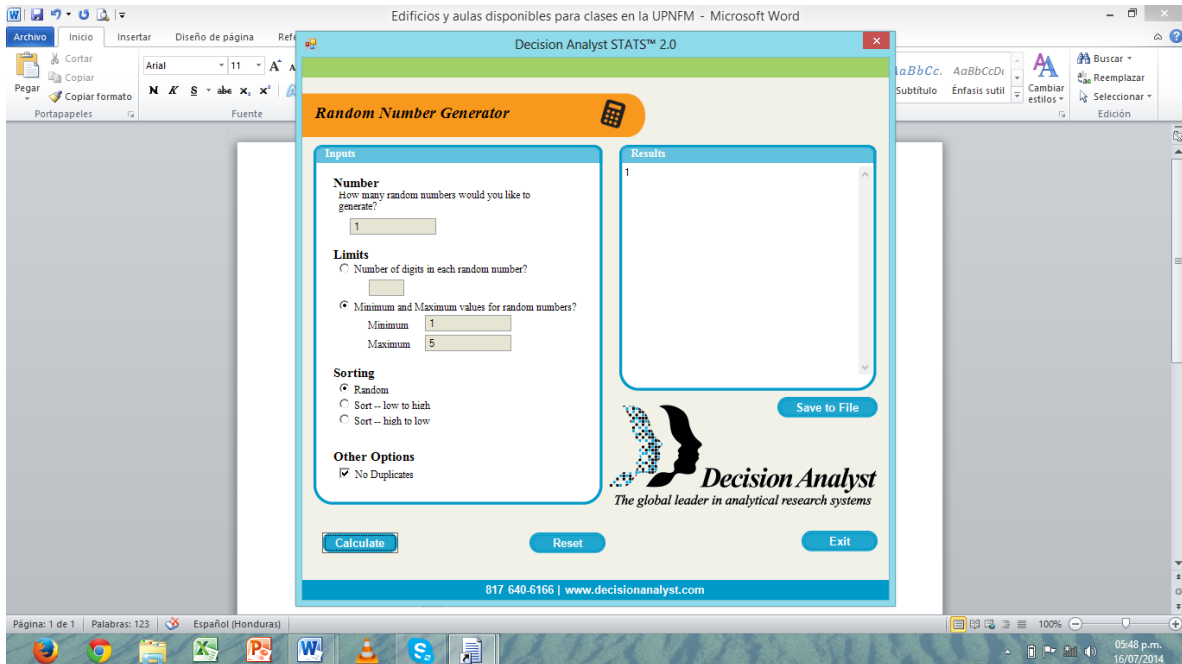 Edificios y aulas disponibles para clases en la UPNFM - Microsoft Word
Archivo Inicio Insertar Diseño de página
Cortar
Copiar
Copiar formato
Pegar
Portapapeles
Arial 11
N K S abc x₂ x²
Fuente
AaBbCcDc
Subtítulo Énfasis sutil
Cambiar estilos
Buscar
Reemplazar
Seleccionar
Edición
Decision Analyst STATS™ 2.0
Random Number Generator
Inputs
Number
How many random numbers would you like to
generate?
1
Limits
Number of digits in each random number?
Minimum and Maximum values for random numbers?
Minimum 1
Maximum 5
Sorting
Random
Sort -- low to high
Sort -- high to low
Other Options
No Duplicates
Results
1
Save to File
Decision Analyst
The global leader in analytical research systems
Calculate Reset Exit
817 640-6166 | www.decisionanalyst.com
Página: 1 de 1 Palabras: 123 Español (Honduras) 100%
05:48 p.m.
16/07/2014